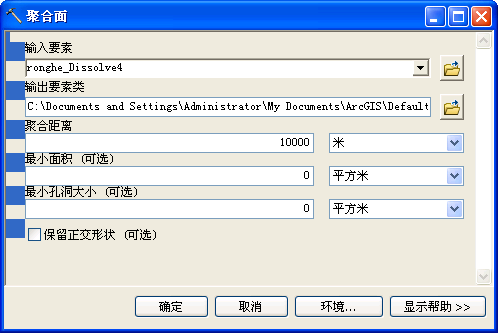 聚合面
输入要素
ronghe_Dissolve4
输出要素类
C:\Documents and Settings\Administrator\My Documents\ArcGIS\Default
聚合距离
10000 米
最小面积 (可选)
0 平方米
最小孔洞大小 (可选)
0 平方米
保留正交形状 (可选)
确定 取消 环境... 显示帮助 >>